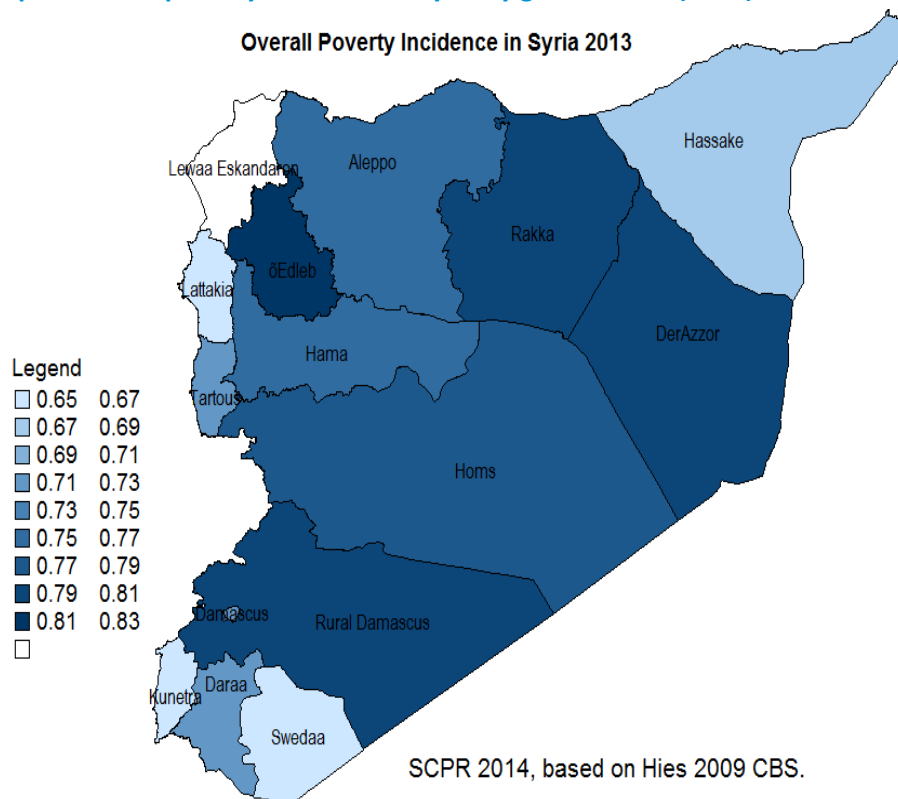 Overall Poverty Incidence in Syria 2013
Hassake
Lewaa Eskandaron
Aleppo
Rakka
õEdleb
Lattakia
DerAzzor
Hama
Tartous
Homs
Legend
0.65 0.67
0.67 0.69
0.69 0.71
0.71 0.73
0.73 0.75
0.75 0.77
0.77 0.79
0.79 0.81
0.81 0.83
Damascus
Rural Damascus
Kunetra
Daraa
Swedaa
SCPR 2014, based on Hies 2009 CBS.